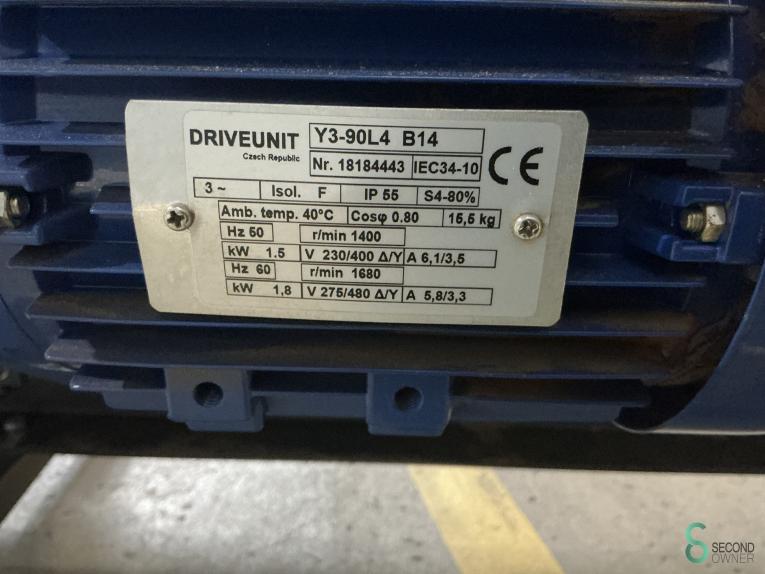 DRIVEUNIT Y3-90L4 B14
Czech Republic Nr. 18184443 IEC34-10 CE
3 ~ Isol. F IP 55 S4-80%
Amb. temp. 40°C Cosφ 0.80 15,5 kg
Hz 50 r/min 1400
kW 1.5 V 230/400 Δ/Y A 6,1/3,5
Hz 60 r/min 1680
kW 1,8 V 275/480 Δ/Y A 5,8/3,3
SECOND
OWNER